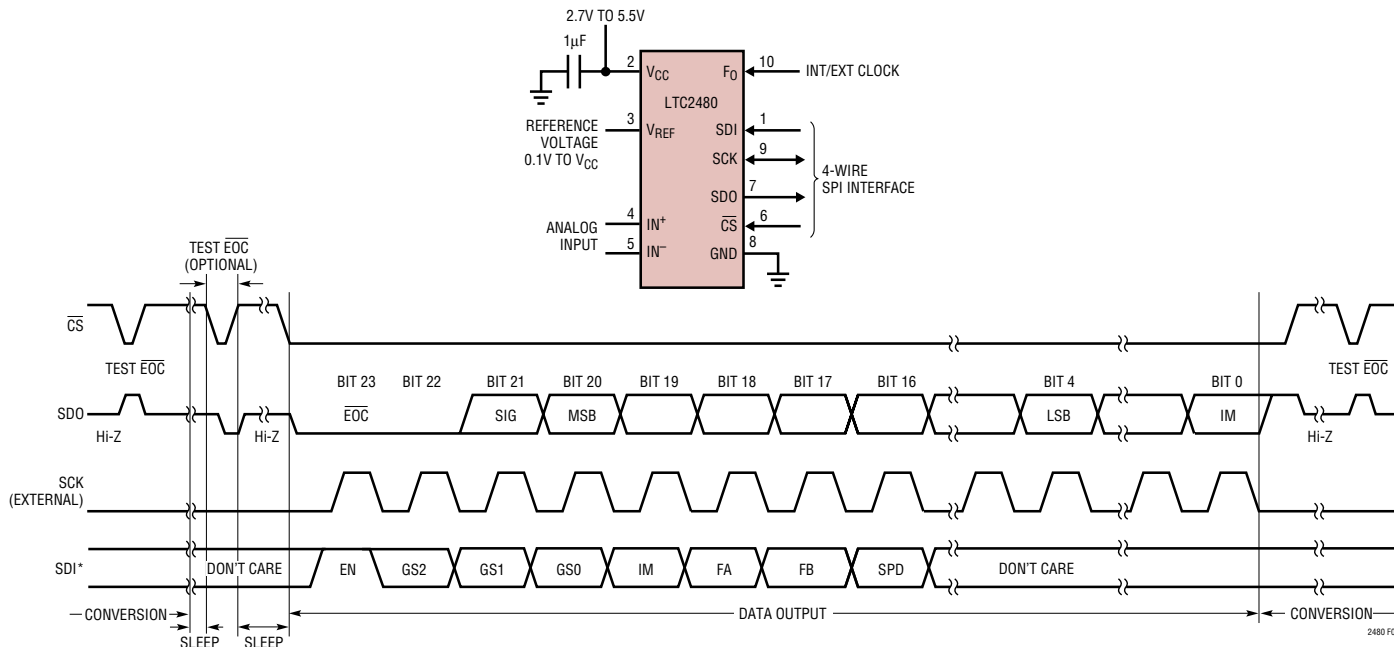 2.7V TO 5.5V
1µF
2
VCC
FO
10
INT/EXT CLOCK
LTC2480
REFERENCE
VOLTAGE
0.1V TO VCC
3
VREF
SDI
1
SCK
9
SDO
7
CS
6
4-WIRE
SPI INTERFACE
ANALOG
INPUT
4
IN+
5
IN–
GND
8
TEST EOC
(OPTIONAL)
CS
TEST EOC
TEST EOC
BIT 23 BIT 22 BIT 21 BIT 20 BIT 19 BIT 18 BIT 17 BIT 16 BIT 4 BIT 0
SDO
EOC SIG MSB LSB IM
Hi-Z Hi-Z Hi-Z
SCK
(EXTERNAL)
SDI* DON'T CARE EN GS2 GS1 GS0 IM FA FB SPD DON'T CARE
CONVERSION DATA OUTPUT CONVERSION
SLEEP SLEEP